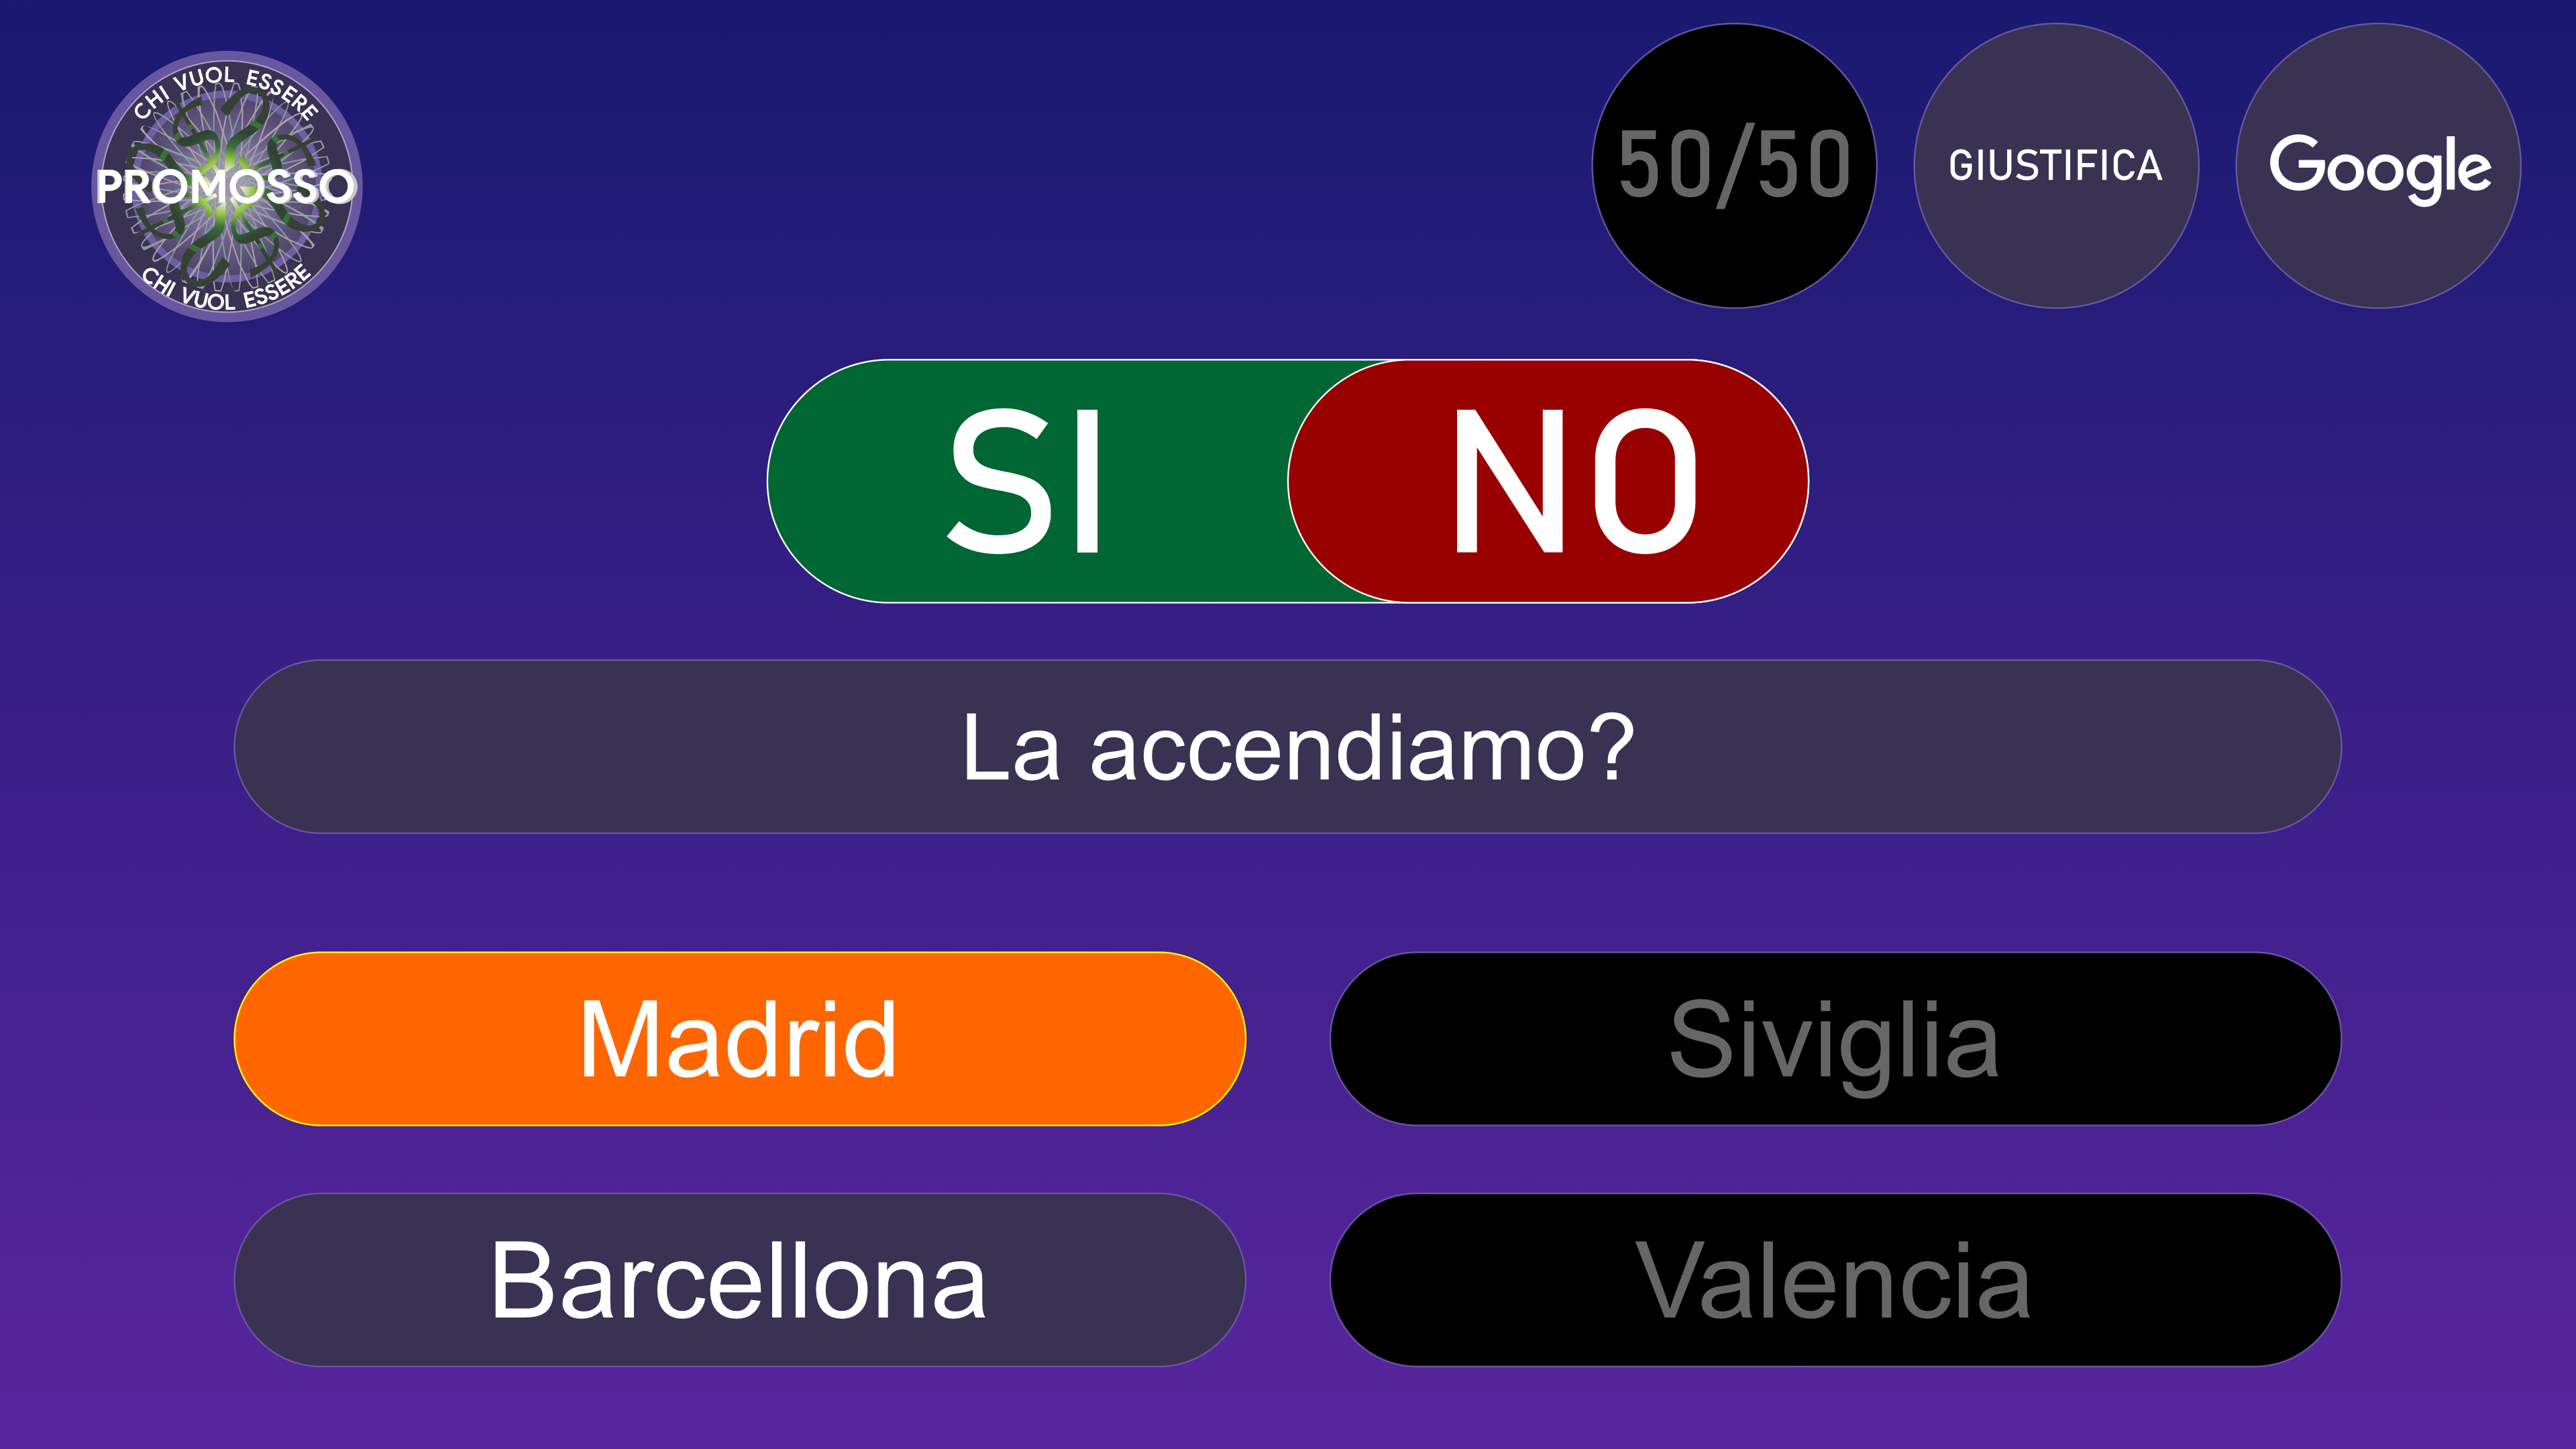 CHI VUOL ESSERE
PROMOSSO
CHI VUOL ESSERE
50/50
GIUSTIFICA
Google
SI
NO
La accendiamo?
Madrid
Siviglia
Barcellona
Valencia